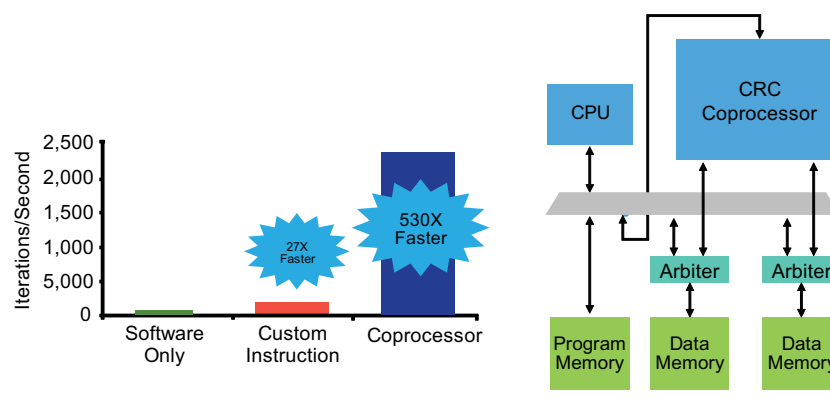 Iterations/Second
2,500
2,000
1,500
1,000
5,000
0
27X
Faster
530X
Faster
Software
Only
Custom
Instruction
Coprocessor
CPU
CRC
Coprocessor
Arbiter
Arbiter
Program
Memory
Data
Memory
Data
Memory